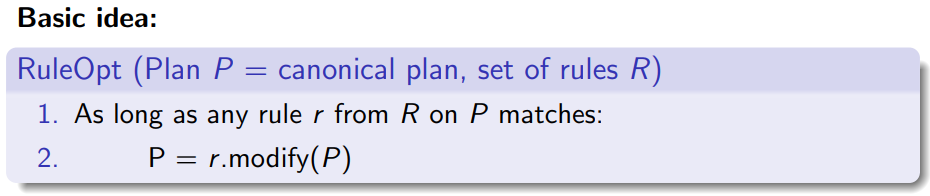 Basic idea:
RuleOpt (Plan P = canonical plan, set of rules R)
1. As long as any rule r from R on P matches:
2. P = r.modify(P)